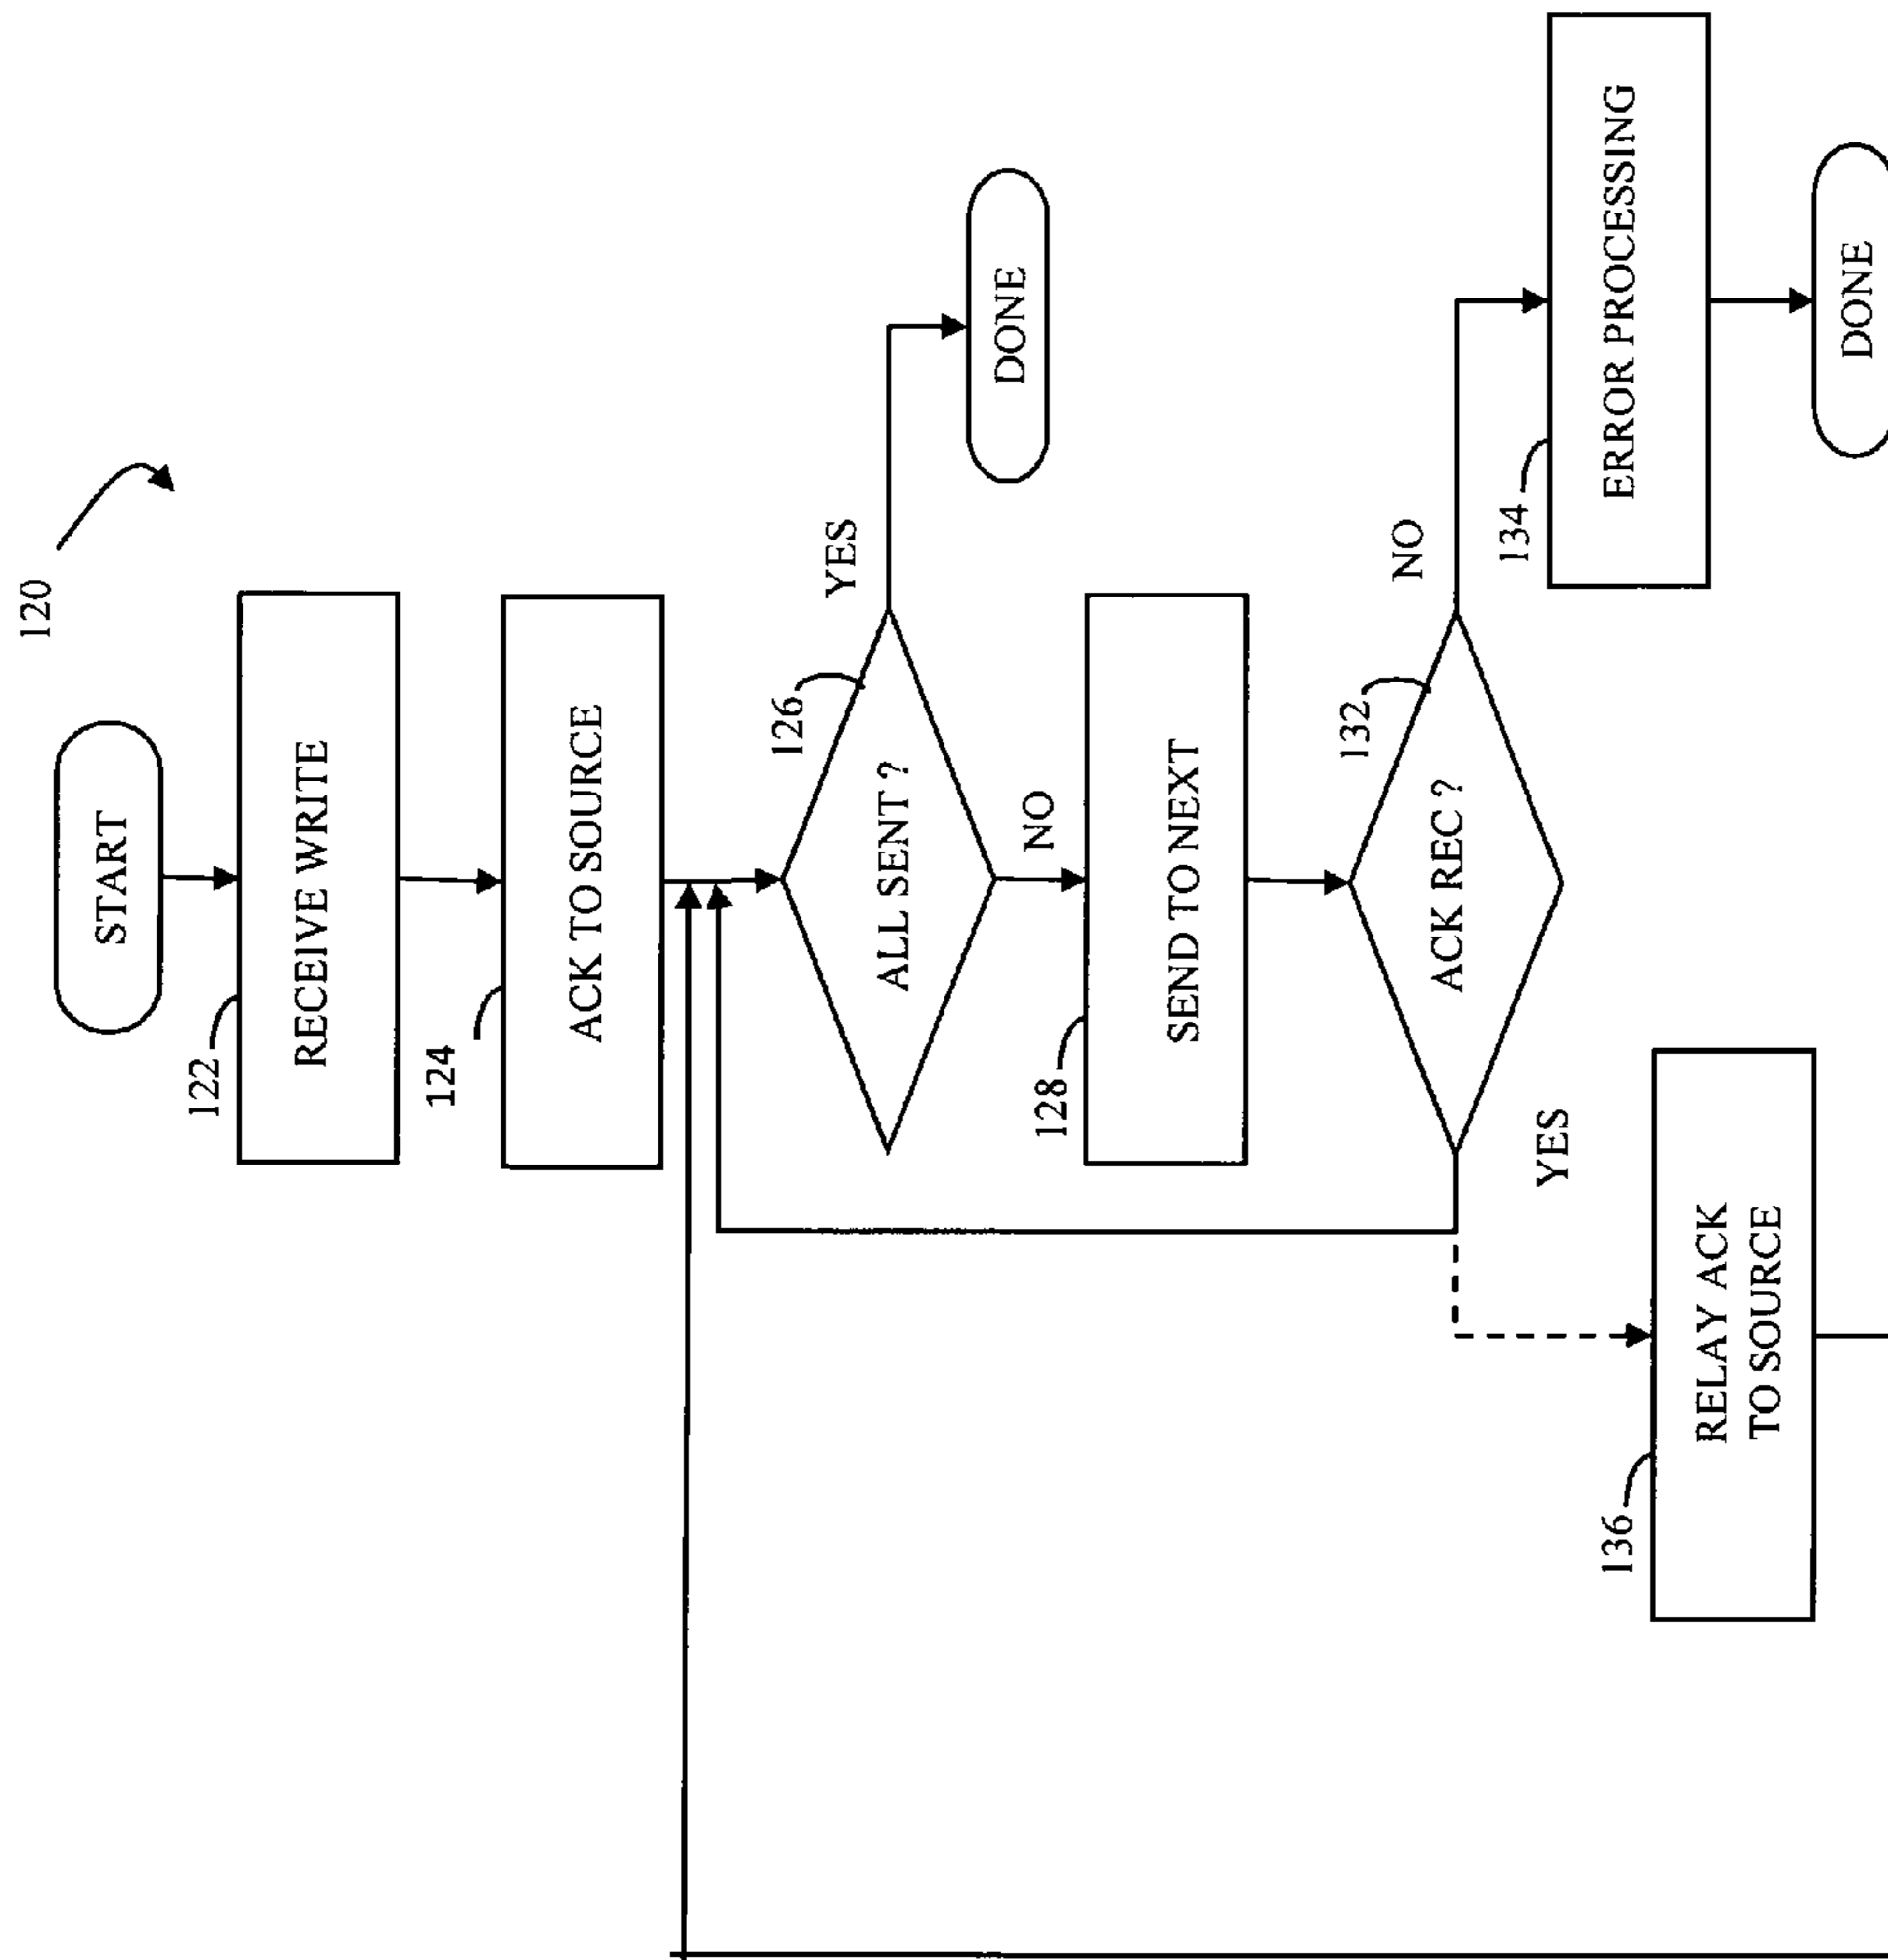 120
START
122
RECEIVE WRITE
124
ACK TO SOURCE
126
ALL SENT ?
YES
DONE
NO
128
SEND TO NEXT
132
ACK REC ?
NO
134
ERROR PROCESSING
DONE
YES
136
RELAY ACK
TO SOURCE